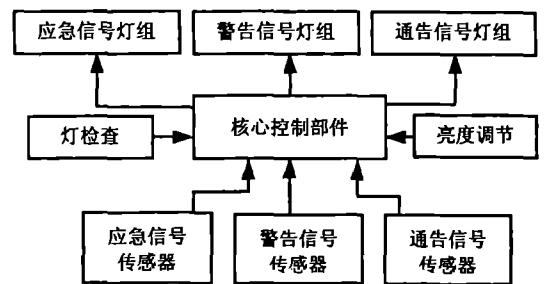 应急信号灯组
警告信号灯组
通告信号灯组
灯检查
核心控制部件
亮度调节
应急信号
传感器
警告信号
传感器
通告信号
传感器